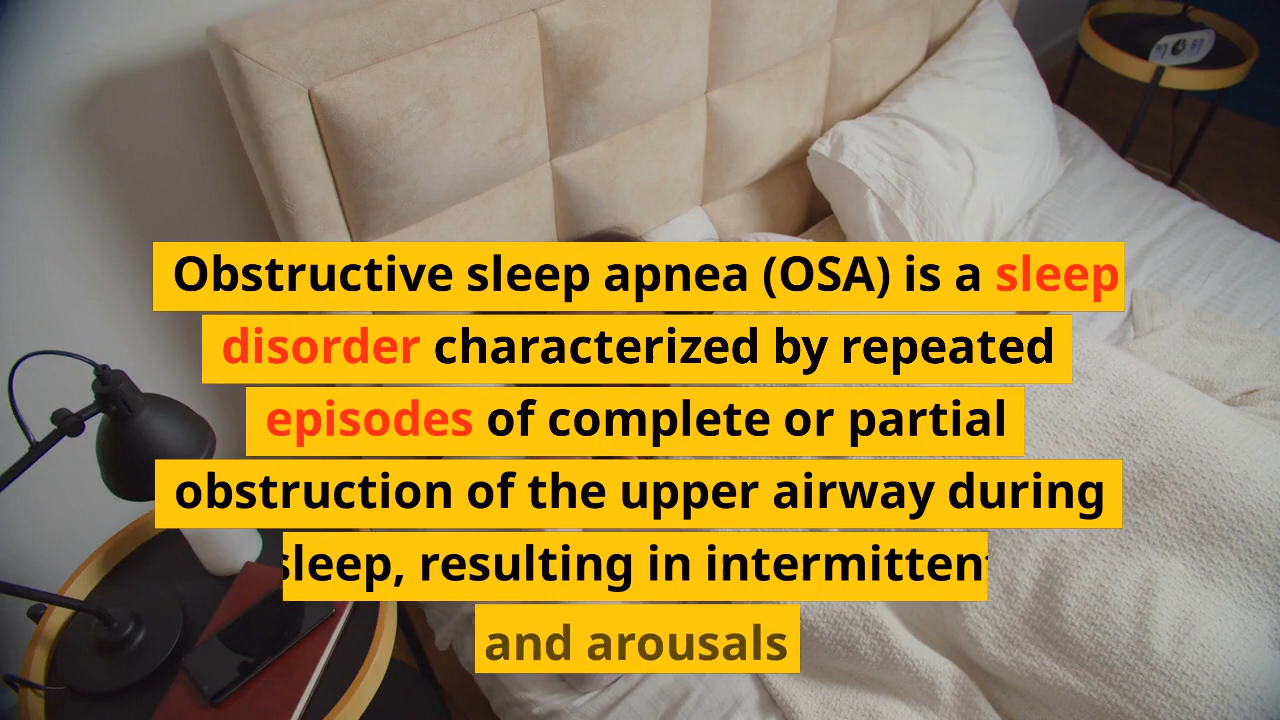 Obstructive sleep apnea (OSA) is a sleep
disorder characterized by repeated
episodes of complete or partial
obstruction of the upper airway during
sleep, resulting in intermittent
and arousals